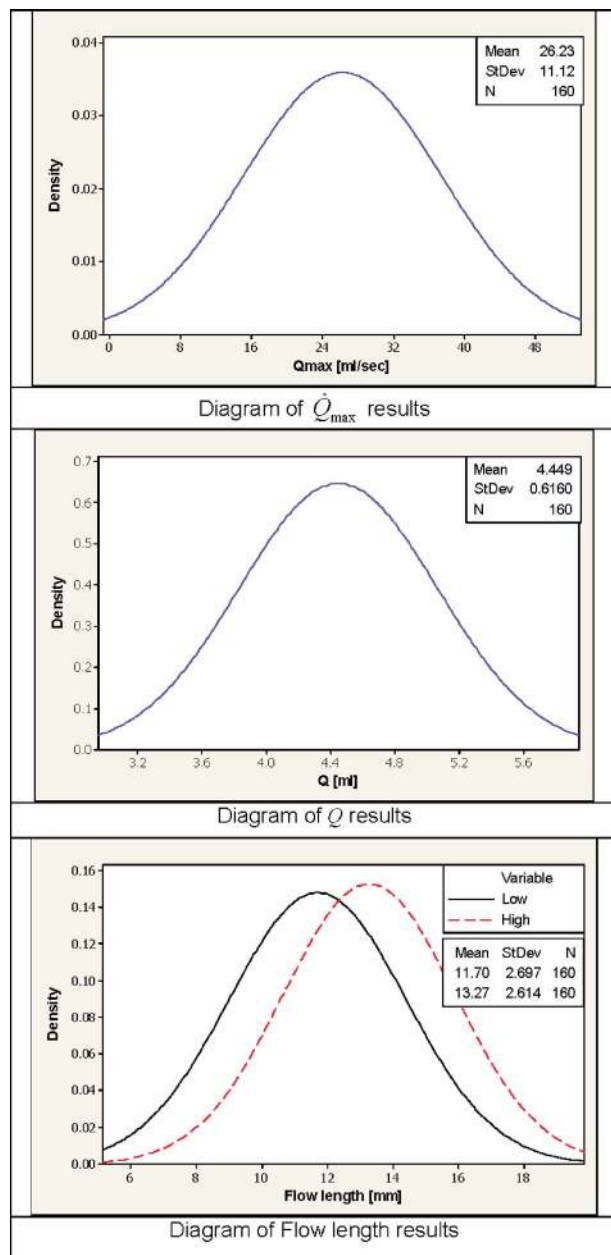 0.04
0.03
0.02
0.01
0.00
Density
Mean 26.23
StDev 11.12
N 160
0 8 16 24 32 40 48
Qmax [ml/sec]
Diagram of Q̇max results
0.7
0.6
0.5
0.4
0.3
0.2
0.1
0.0
Density
Mean 4.449
StDev 0.6160
N 160
3.2 3.6 4.0 4.4 4.8 5.2 5.6
Q [ml]
Diagram of Q results
0.16
0.14
0.12
0.10
0.08
0.06
0.04
0.02
0.00
Density
Variable
Low
High
Mean StDev N
11.70 2.697 160
13.27 2.614 160
6 8 10 12 14 16 18
Flow length [mm]
Diagram of Flow length results